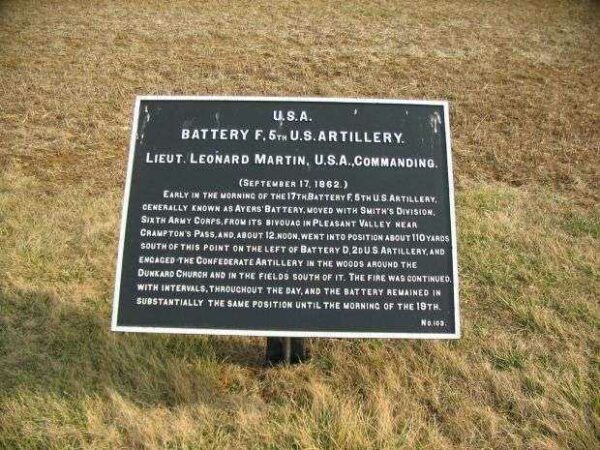 U.S.A.
BATTERY F, 5TH U.S. ARTILLERY.
LIEUT. LEONARD MARTIN, U.S.A., COMMANDING.
(SEPTEMBER 17, 1862.)
EARLY IN THE MORNING OF THE 17TH, BATTERY F, 5TH U.S. ARTILLERY,
GENERALLY KNOWN AS AYERS' BATTERY, MOVED WITH SMITH'S DIVISION,
SIXTH ARMY CORPS, FROM ITS BIVOUAC IN PLEASANT VALLEY NEAR
CRAMPTON'S PASS, AND, ABOUT 12, NOON, WENT INTO POSITION ABOUT 110 YARDS
SOUTH OF THIS POINT ON THE LEFT OF BATTERY D, 2D U.S. ARTILLERY, AND
ENGAGED THE CONFEDERATE ARTILLERY IN THE WOODS AROUND THE
DUNKARD CHURCH AND IN THE FIELDS SOUTH OF IT. THE FIRE WAS CONTINUED,
WITH INTERVALS, THROUGHOUT THE DAY, AND THE BATTERY REMAINED IN
SUBSTANTIALLY THE SAME POSITION UNTIL THE MORNING OF THE 19TH.
NO. 103.